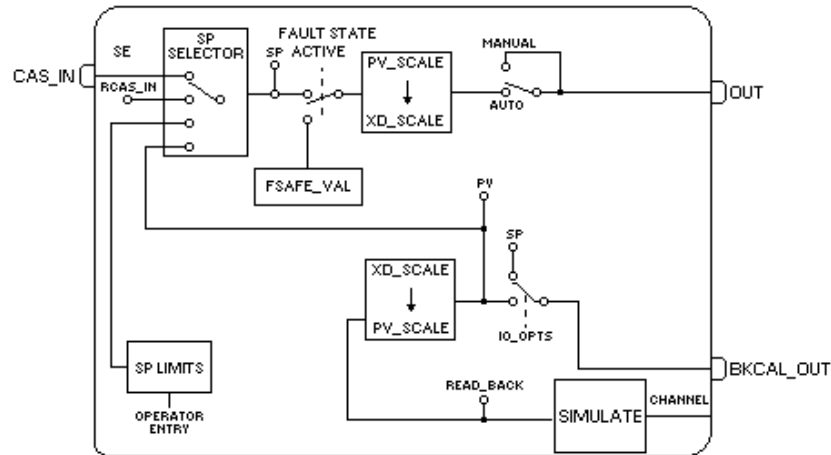 SE
SP
SELECTOR
FAULT STATE
ACTIVE
SP
MANUAL
CAS_IN
RCAS_IN
PV_SCALE
XD_SCALE
AUTO
OUT
FSAFE_VAL
PV
SP
XD_SCALE
PV_SCALE
IO_OPTS
SP LIMITS
OPERATOR
ENTRY
READ_BACK
SIMULATE
CHANNEL
BKCAL_OUT